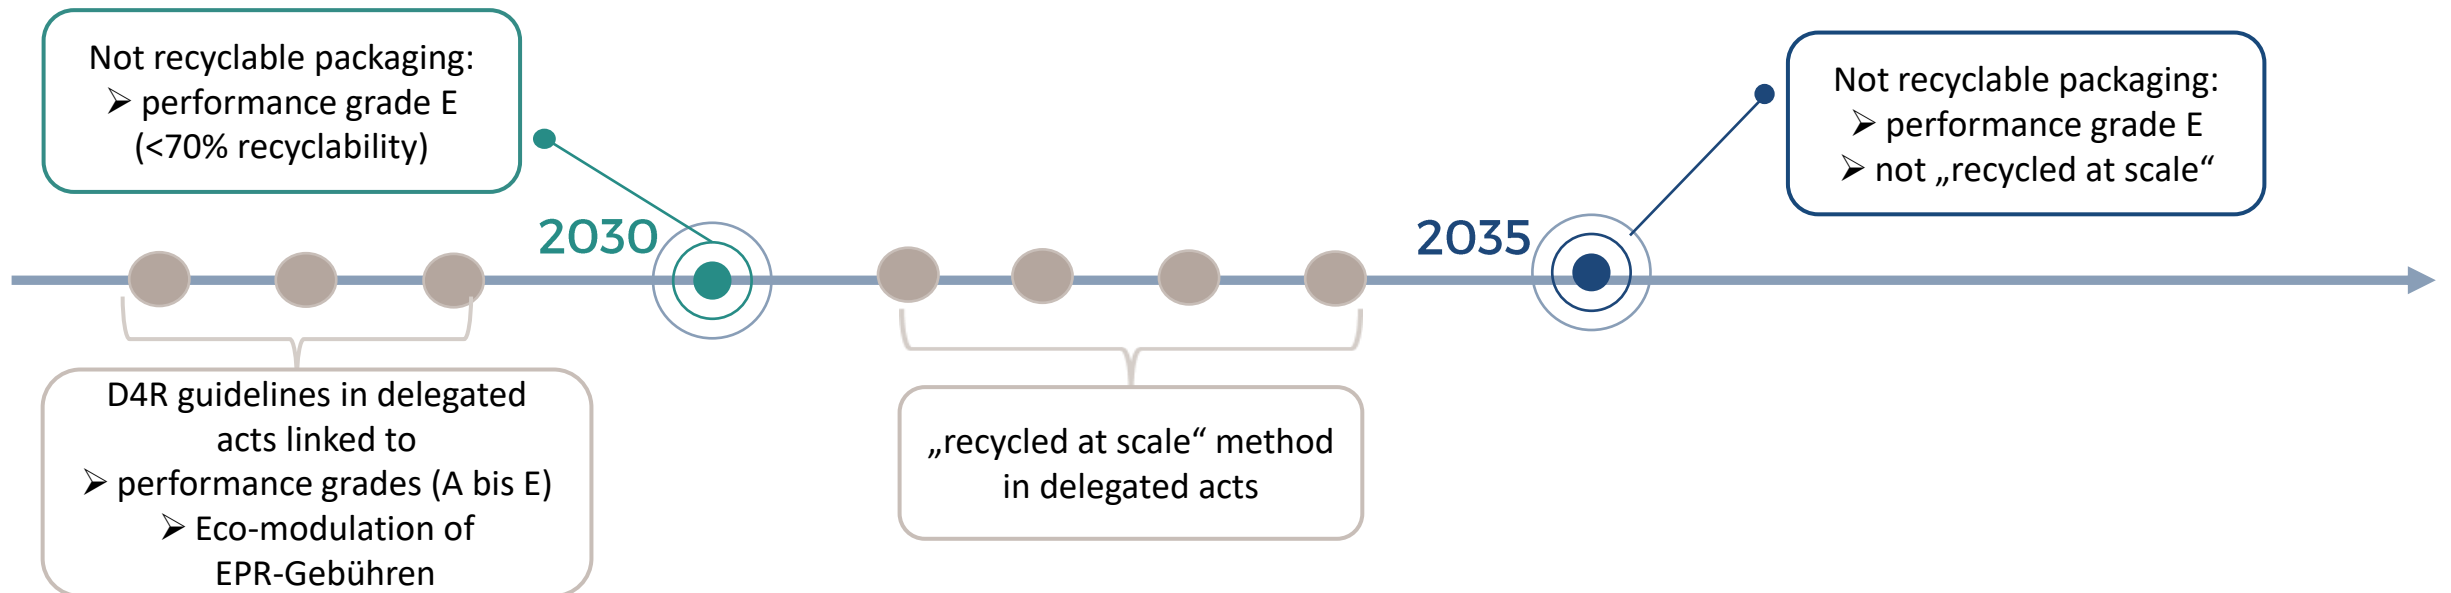 Not recyclable packaging:
➢ performance grade E
(<70% recyclability)
2030
2035
Not recyclable packaging:
➢ performance grade E
➢ not „recycled at scale“
D4R guidelines in delegated
acts linked to
➢ performance grades (A bis E)
➢ Eco-modulation of
EPR-Gebühren
„recycled at scale“ method
in delegated acts